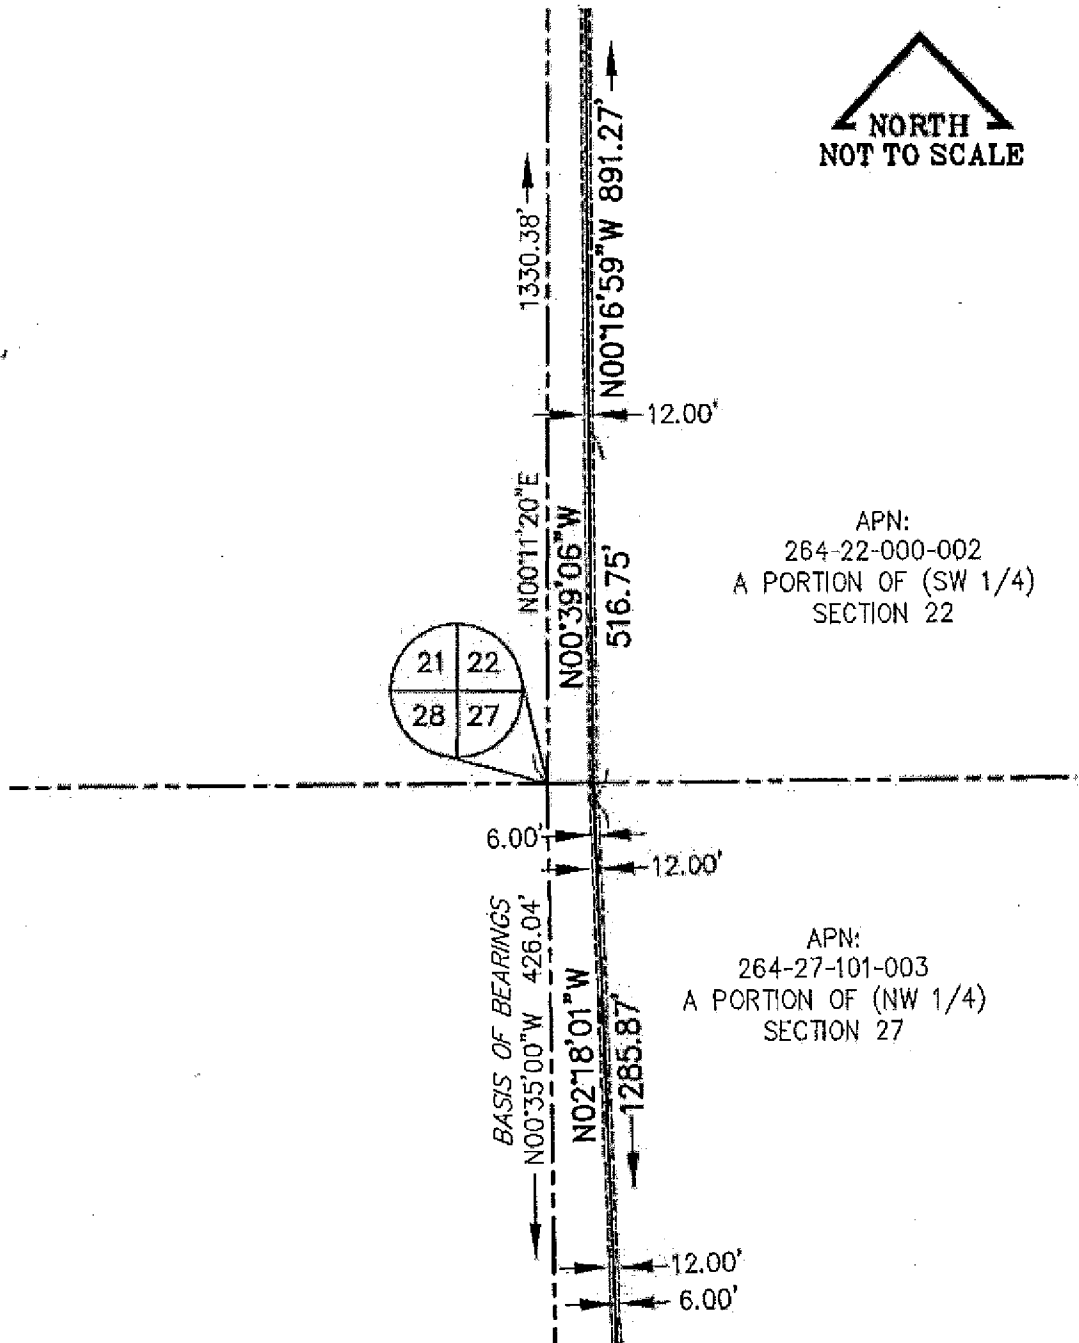 NORTH
NOT TO SCALE
1330.38'
N00°16'59"W 891.27'
12.00'
N00°11'20"E
N00°39'06"W
516.75'
APN:
264-22-000-002
A PORTION OF (SW 1/4)
SECTION 22
21 22
28 27
6.00'
12.00'
BASIS OF BEARINGS
N00°35'00"W 426.04'
N02°18'01"W
1285.87'
APN:
264-27-101-003
A PORTION OF (NW 1/4)
SECTION 27
12.00'
6.00'